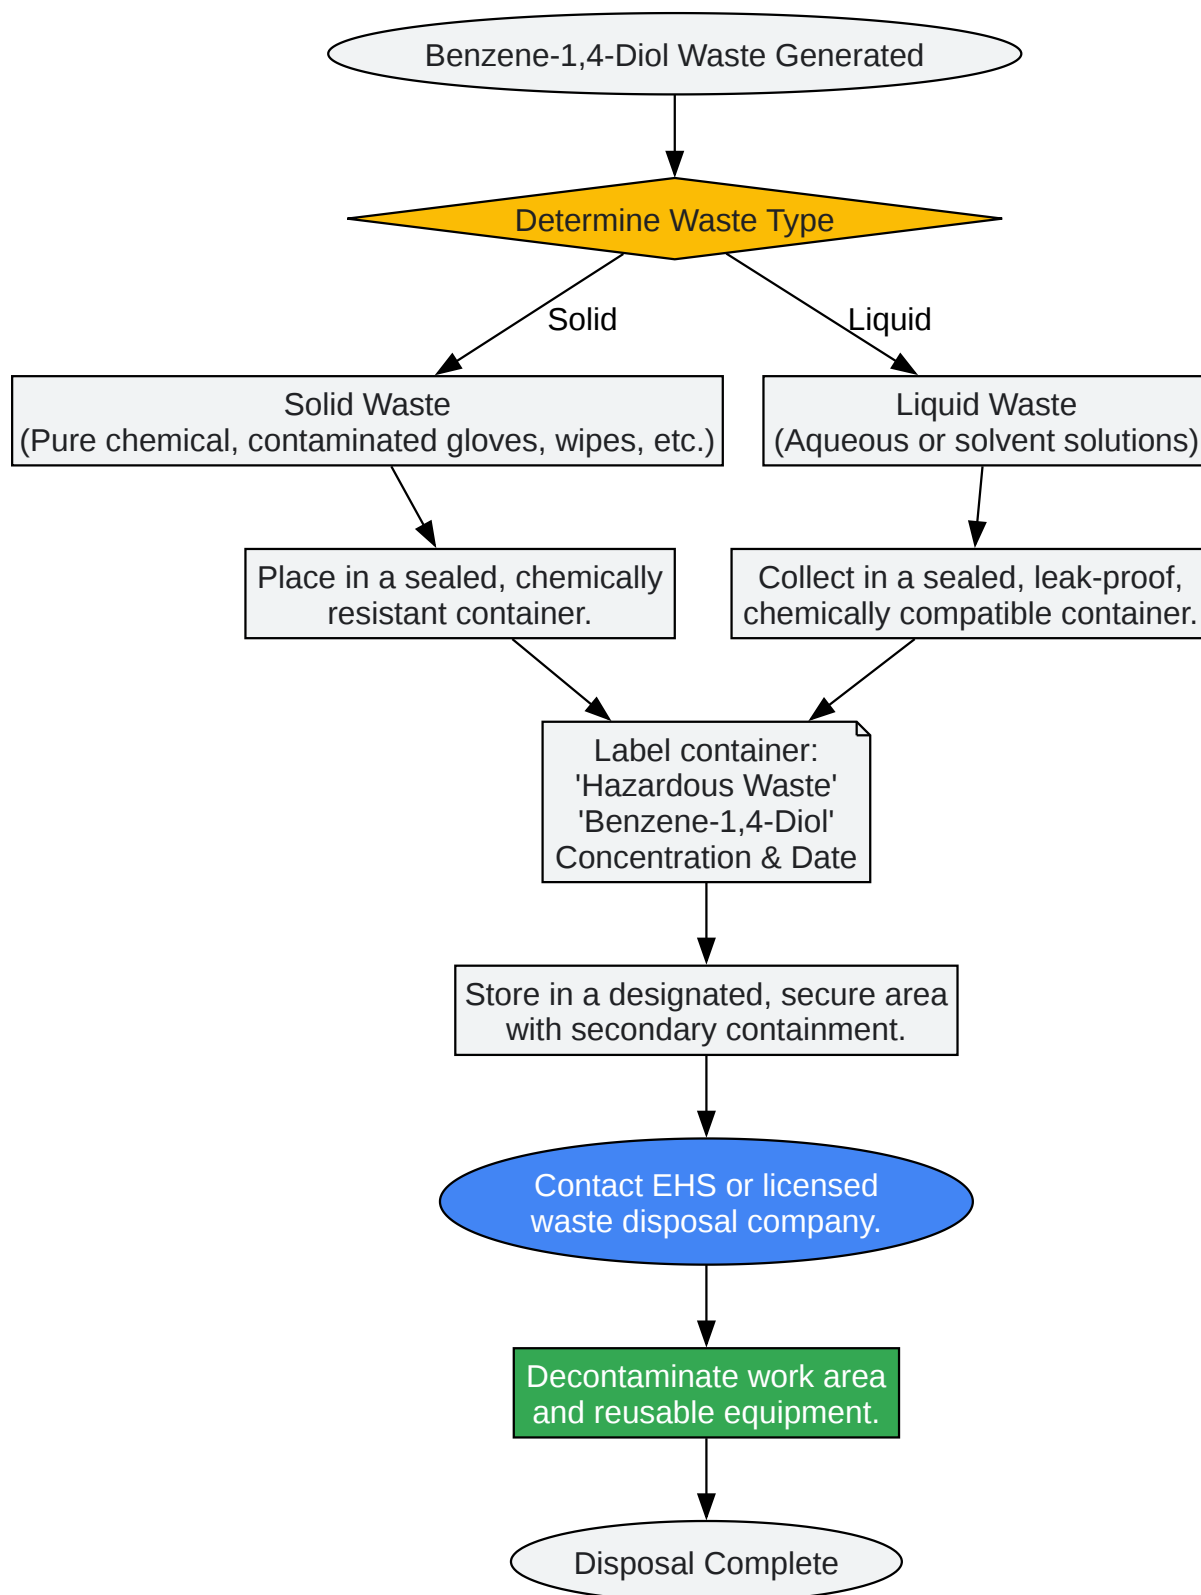 Benzene-1,4-Diol Waste Generated
Determine Waste Type
Solid
Liquid
Solid Waste
(Pure chemical, contaminated gloves, wipes, etc.)
Liquid Waste
(Aqueous or solvent solutions)
Place in a sealed, chemically
resistant container.
Collect in a sealed, leak-proof,
chemically compatible container.
Label container:
'Hazardous Waste'
'Benzene-1,4-Diol'
Concentration & Date
Store in a designated, secure area
with secondary containment.
Contact EHS or licensed
waste disposal company.
Decontaminate work area
and reusable equipment.
Disposal Complete